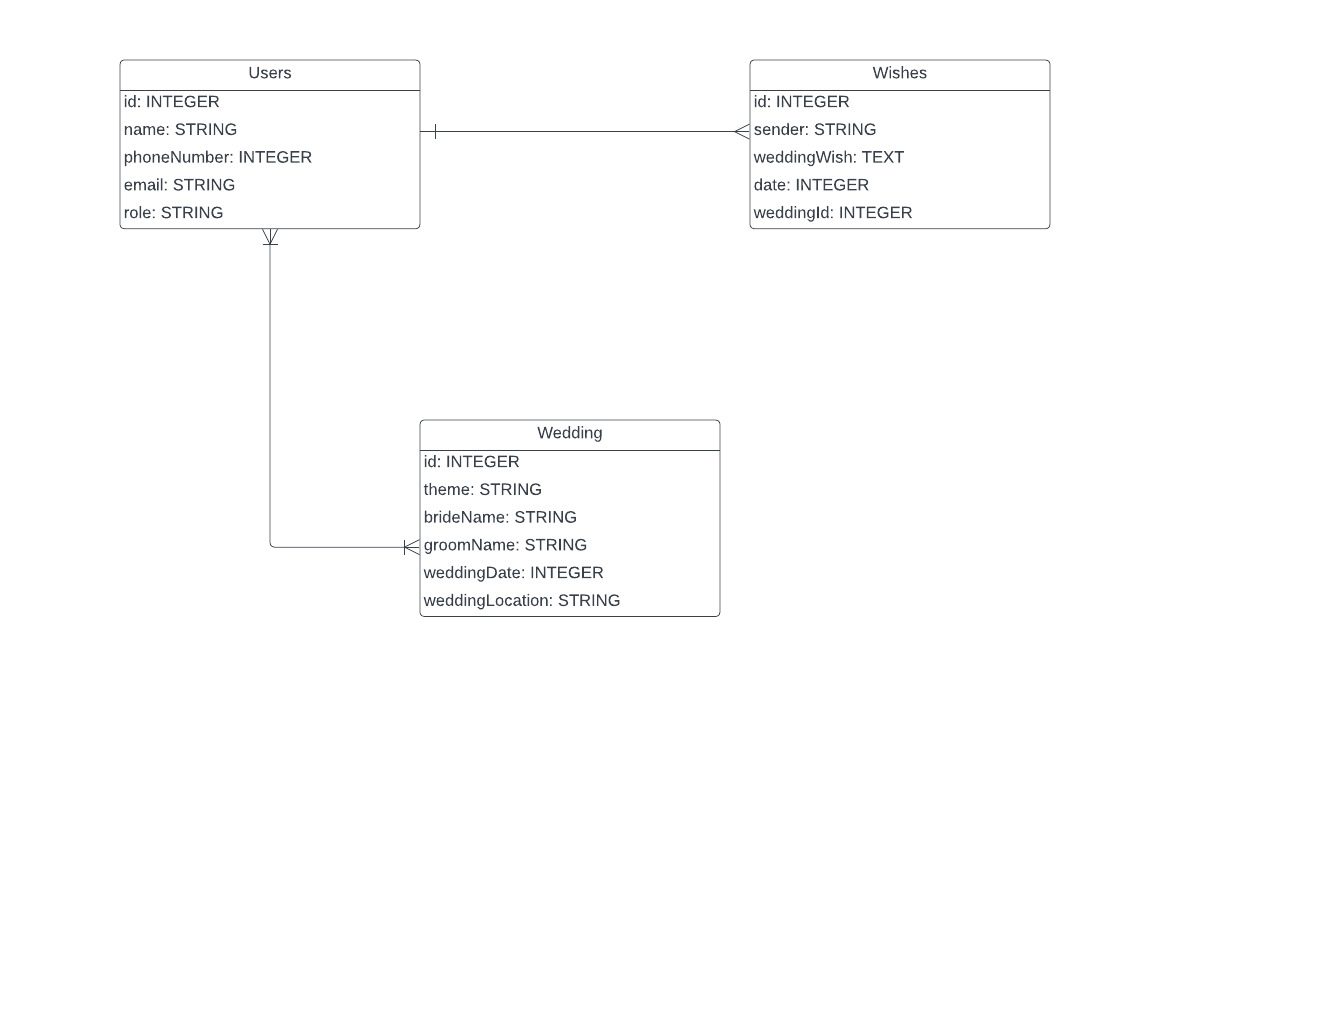 Users
id: INTEGER
name: STRING
phoneNumber: INTEGER
email: STRING
role: STRING
Wishes
id: INTEGER
sender: STRING
weddingWish: TEXT
date: INTEGER
weddingId: INTEGER
Wedding
id: INTEGER
theme: STRING
brideName: STRING
groomName: STRING
weddingDate: INTEGER
weddingLocation: STRING